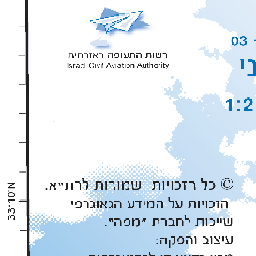 רשות התעופה האזרחית
Israel Civil Aviation Authority
03 -
1:2
33°10'N
© כל הזכויות שמורות לרת"א.
הזכויות על המידע הגאוגרפי
שייכות לחברת "מפה".
עיצוב והפקה: